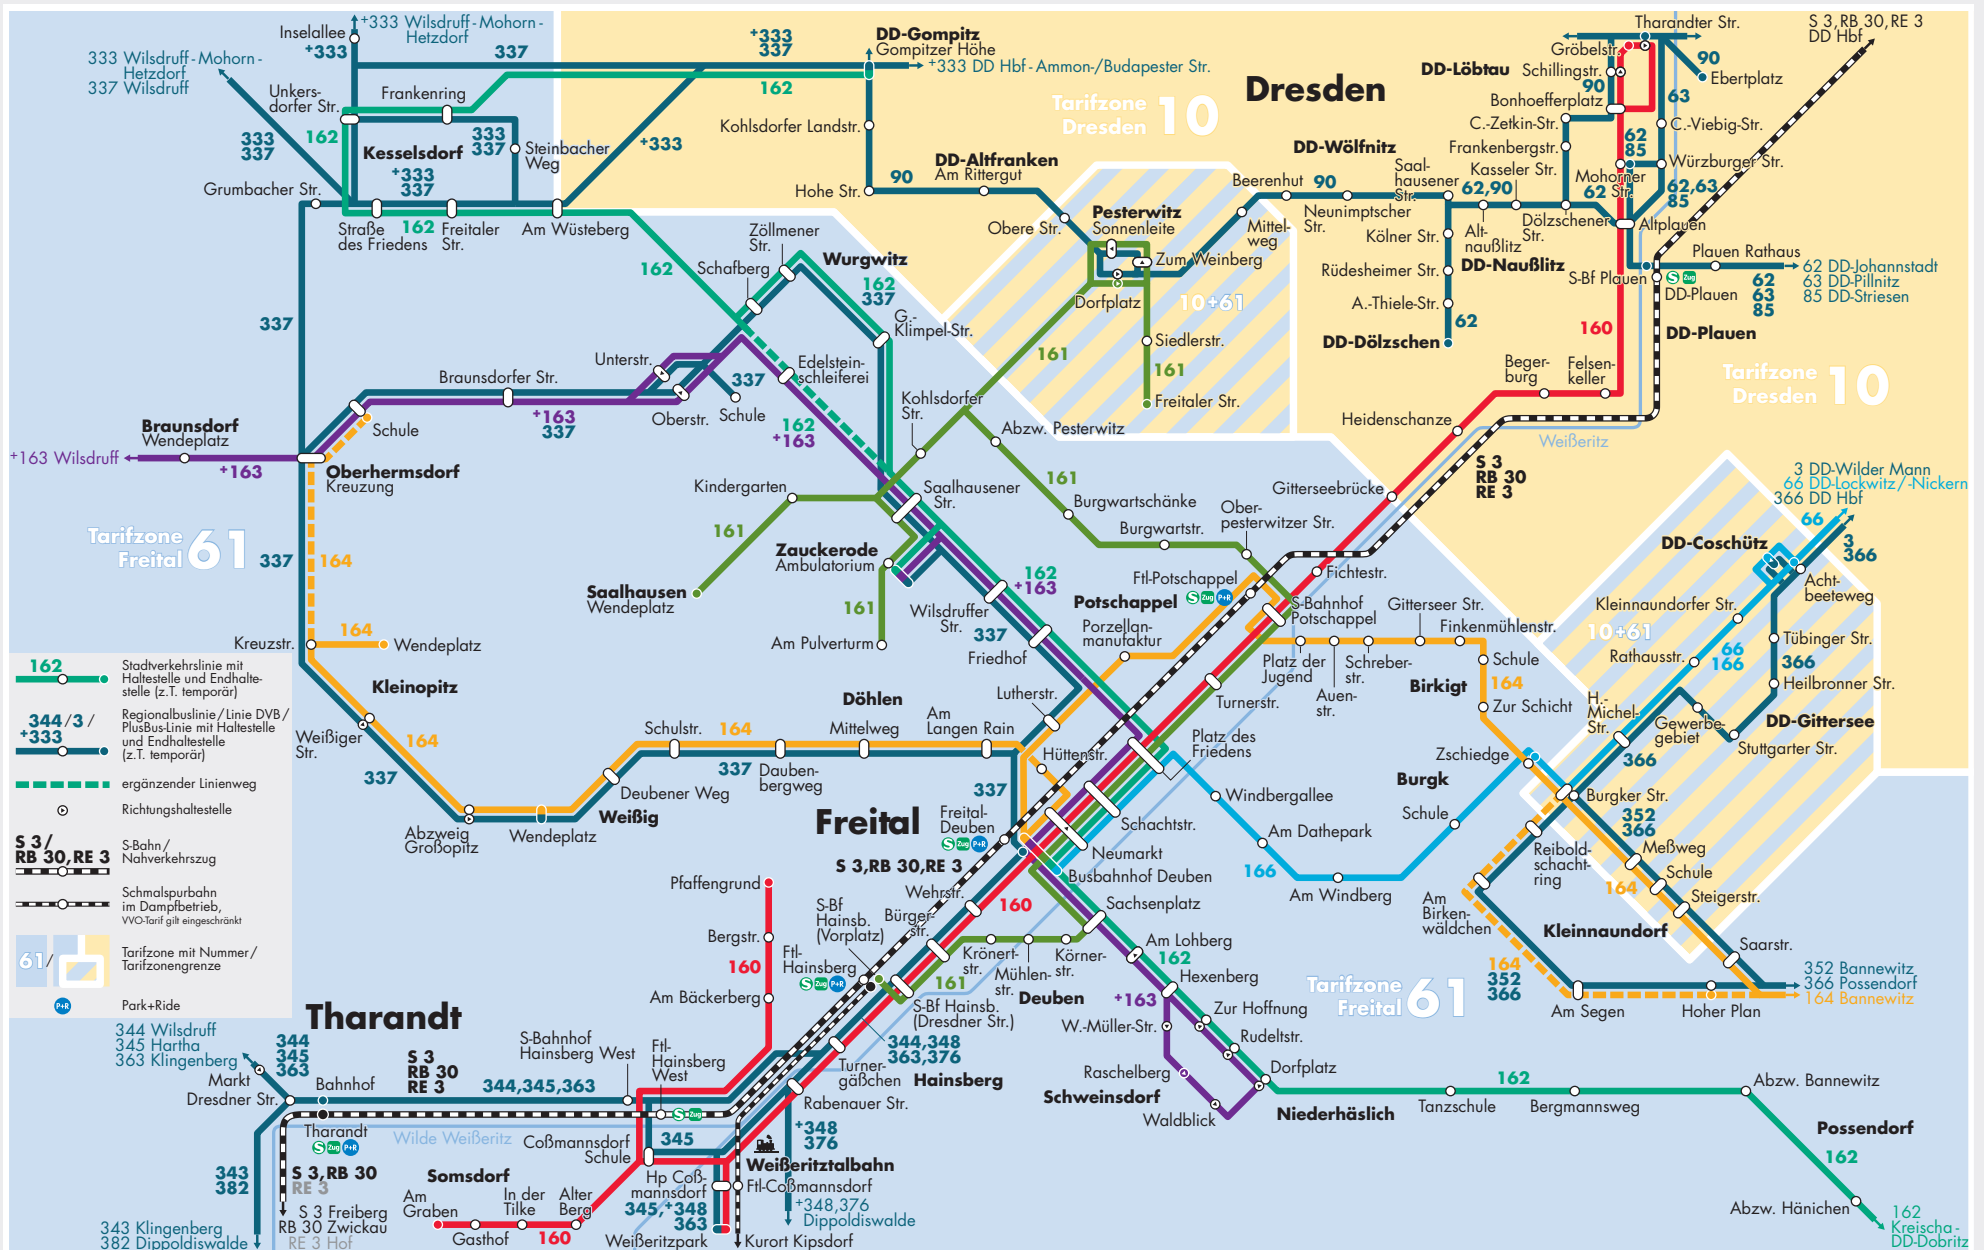 Inselallee
+333 Wilsdruff-Mohorn-
Hetzdorf
+333
337
+333
337
DD-Gompitz
Gompitzer Höhe
+333 DD Hbf-Ammon-/Budapester Str.
333 Wilsdruff-Mohorn-
Hetzdorf
337 Wilsdruff
Unkers-
dorfer Str.
Frankenring
162
162
333
337
333
337
Kesselsdorf
+333
337
Steinbacher
Weg
+333
Grumbacher Str.
Straße
des Friedens
162
Freitaler
Str.
Am Wüsteberg
Kohlsdorfer Landstr.
Hohe Str.
90
DD-Altfranken
Am Rittergut
Obere Str.
Tarifzone
Dresden 10
Dresden
Tharandter Str.
Gröbelstr.
DD-Löbtau
Schillingstr.
90
Bonhoefferplatz
C.-Zetkin-Str.
Frankenbergstr.
Kasseler Str.
90
Ebertplatz
63
C.-Viebig-Str.
62
85
Würzburger Str.
Mohorner
Str.
62
62,63
85
S 3,RB 30,RE 3
DD Hbf
DD-Wölfnitz
Saal-
hausener
Str.
62,90
Beerenhut
90
Neunimptscher
Str.
Mittel-
weg
Alt-
naußlitz
Dölzschener
Str.
Altplauen
Kölner Str.
DD-Naußlitz
Rüdesheimer Str.
A.-Thiele-Str.
62
DD-Dölzschen
Plauen Rathaus
S-Bf Plauen
S Zug
DD-Plauen
62
63
85
62 DD-Johannstadt
63 DD-Pillnitz
85 DD-Striesen
DD-Plauen
160
Beger-
burg
Felsen-
keller
Heidenschanze
Weißeritz
Tarifzone
Dresden 10
Pesterwitz
Sonnenleite
Zum Weinberg
Dorfplatz
10+61
Siedlerstr.
161
161
Freitaler Str.
Zöllmener
Str.
Schafberg
Wurgwitz
162
162
337
G.-
Klimpel-Str.
337
Unterstr.
Braunsdorfer Str.
337
Edelstein-
schleiferei
Oberstr.
Schule
+163
337
162
+163
Schule
Braunsdorf
Wendeplatz
+163 Wilsdruff
+163
Oberhermsdorf
Kreuzung
Kohlsdorfer
Str.
Abzw. Pesterwitz
161
Kindergarten
161
Saalhausener
Str.
Burgwartschänke
Burgwartstr.
Ober-
pesterwitzer Str.
Gitterseebrücke
S 3
RB 30
RE 3
Tarifzone
Freital 61
337
164
Zauckerode
Ambulatorium
Saalhausen
Wendeplatz
161
162
+163
Wilsdruffer
Str.
337
Am Pulverturm
Friedhof
Ftl-Potschappel
Potschappel
S Zug P+R
Porzellan-
manufaktur
Fichtestr.
S-Bahnhof
Potschappel
Gitterseer Str.
Finkenmühlenstr.
Platz der
Jugend
Schreber-
str.
Auen-
str.
Schule
Birkigt
164
Zur Schicht
Turnerstr.
3 DD-Wilder Mann
66 DD-Lockwitz/-Nickern
366 DD Hbf
66
3
366
DD-Coschütz
Acht-
beeteweg
Kleinnaundorfer Str.
10+61
Tübinger Str.
Rathausstr.
66
166
366
Heilbronner Str.
H.-
Michel-
Str.
Gewerbe-
gebiet
DD-Gittersee
Stuttgarter Str.
366
Kreuzstr.
164
Wendeplatz
Kleinopitz
Weißiger
Str.
164
337
Abzweig
Großopitz
Wendeplatz
Weißig
Deubener Weg
Schulstr.
164
337
Dauben-
bergweg
Döhlen
Mittelweg
Am
Langen Rain
Lutherstr.
Hüttenstr.
337
Freital
Freital-
Deuben
S Zug P+R
S 3,RB 30,RE 3
Platz des
Friedens
Windbergallee
Schachtstr.
Am Dathepark
Neumarkt
Busbahnhof Deuben
166
Am Windberg
Zschiedge
Burgk
Schule
Burgker Str.
352
366
Meßweg
Reibold-
schacht-
ring
Schule
164
Steigerstr.
Am
Birken-
wäldchen
Kleinnaundorf
Saarstr.
164
352
366
Am Segen
Hoher Plan
352 Bannewitz
366 Possendorf
164 Bannewitz
Tarifzone
Freital 61
162
Stadtverkehrslinie mit
Haltestelle und Endhalte-
stelle (z.T. temporär)
344/3/
+333
Regionalbuslinie/Linie DVB/
PlusBus-Linie mit Haltestelle
und Endhaltestelle
(z.T. temporär)
ergänzender Linienweg
Richtungshaltestelle
S 3/
RB 30,RE 3
S-Bahn/
Nahverkehrszug
Schmalspurbahn
im Dampfbetrieb,
VVO-Tarif gilt eingeschränkt
61/
Tarifzone mit Nummer/
Tarifzonengrenze
P+R
Park+Ride
Pfaffengrund
Bergstr.
160
Am Bäckerberg
S-Bf
Hainsb.
(Vorplatz)
Bürger-
str.
Wehrstr.
160
Ftl-
Hainsberg
S Zug P+R
Sachsenplatz
Krönert-
str.
Mühlen-
str.
Körner-
str.
161
Deuben
S-Bf Hainsb.
(Dresdner Str.)
344,348
363,376
Turner-
gäßchen
Hainsberg
Rabenauer Str.
Am Lohberg
162
Hexenberg
+163
Zur Hoffnung
W.-Müller-Str.
Rudeltstr.
Raschelberg
Schweinsdorf
Dorfplatz
Waldblick
Niederhäslich
162
Tanzschule
Bergmannsweg
Abzw. Bannewitz
Possendorf
162
Abzw. Hänichen
162
Kreischa-
DD-Dobritz
Tharandt
344 Wilsdruff
345 Hartha
363 Klingenberg
344
345
363
Markt
Dresdner Str.
Bahnhof
S 3
RB 30
RE 3
344,345,363
S-Bahnhof
Hainsberg West
Ftl-
Hainsberg
West
S Zug
Tharandt
S Zug P+R
Wilde Weißeritz
Coßmannsdorf
Schule
345
+348
376
Weißeritztalbahn
Ftl-Coßmannsdorf
Hp Coß-
mannsdorf
345,+348
363
Weißeritzpark
+348,376
Dippoldiswalde
Kurort Kipsdorf
343
382
343 Klingenberg
382 Dippoldiswalde
S 3,RB 30
RE 3
S 3 Freiberg
RB 30 Zwickau
RE 3 Hof
Somsdorf
Am
Graben
In der
Tilke
Alter
Berg
Gasthof
160